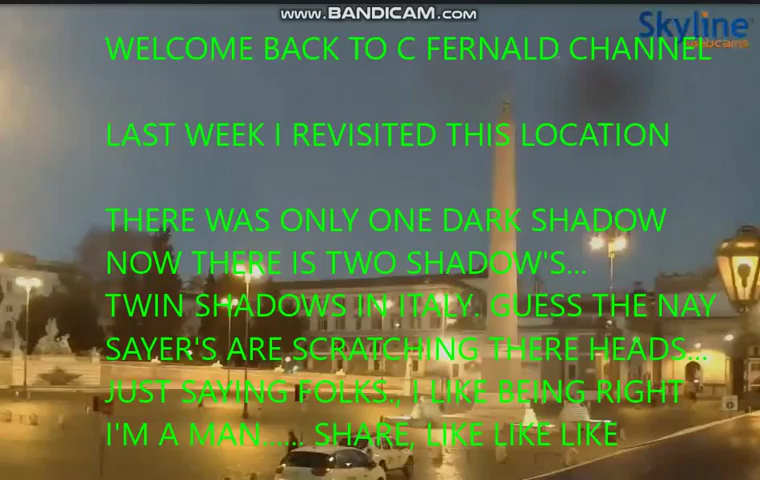 www.BANDICAM.com
Skyline
webcams
WELCOME BACK TO C FERNALD CHANNEL
LAST WEEK I REVISITED THIS LOCATION
THERE WAS ONLY ONE DARK SHADOW
NOW THERE IS TWO SHADOW'S...
TWIN SHADOWS IN ITALY. GUESS THE NAY
SAYER'S ARE SCRATCHING THERE HEADS...
JUST SAYING FOLKS., I LIKE BEING RIGHT
I'M A MAN...... SHARE, LIKE LIKE LIKE